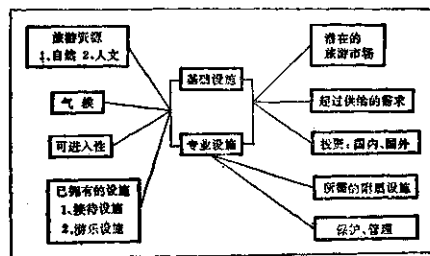 旅游资源
1.自然 2.人文
气候
可进入性
已拥有的设施
1、接待设施
2.游乐设施
基础设施
专业设施
潜在的
旅游市场
超过供给的需求
投资:国内、国外
所需的附属设施
保护、管理